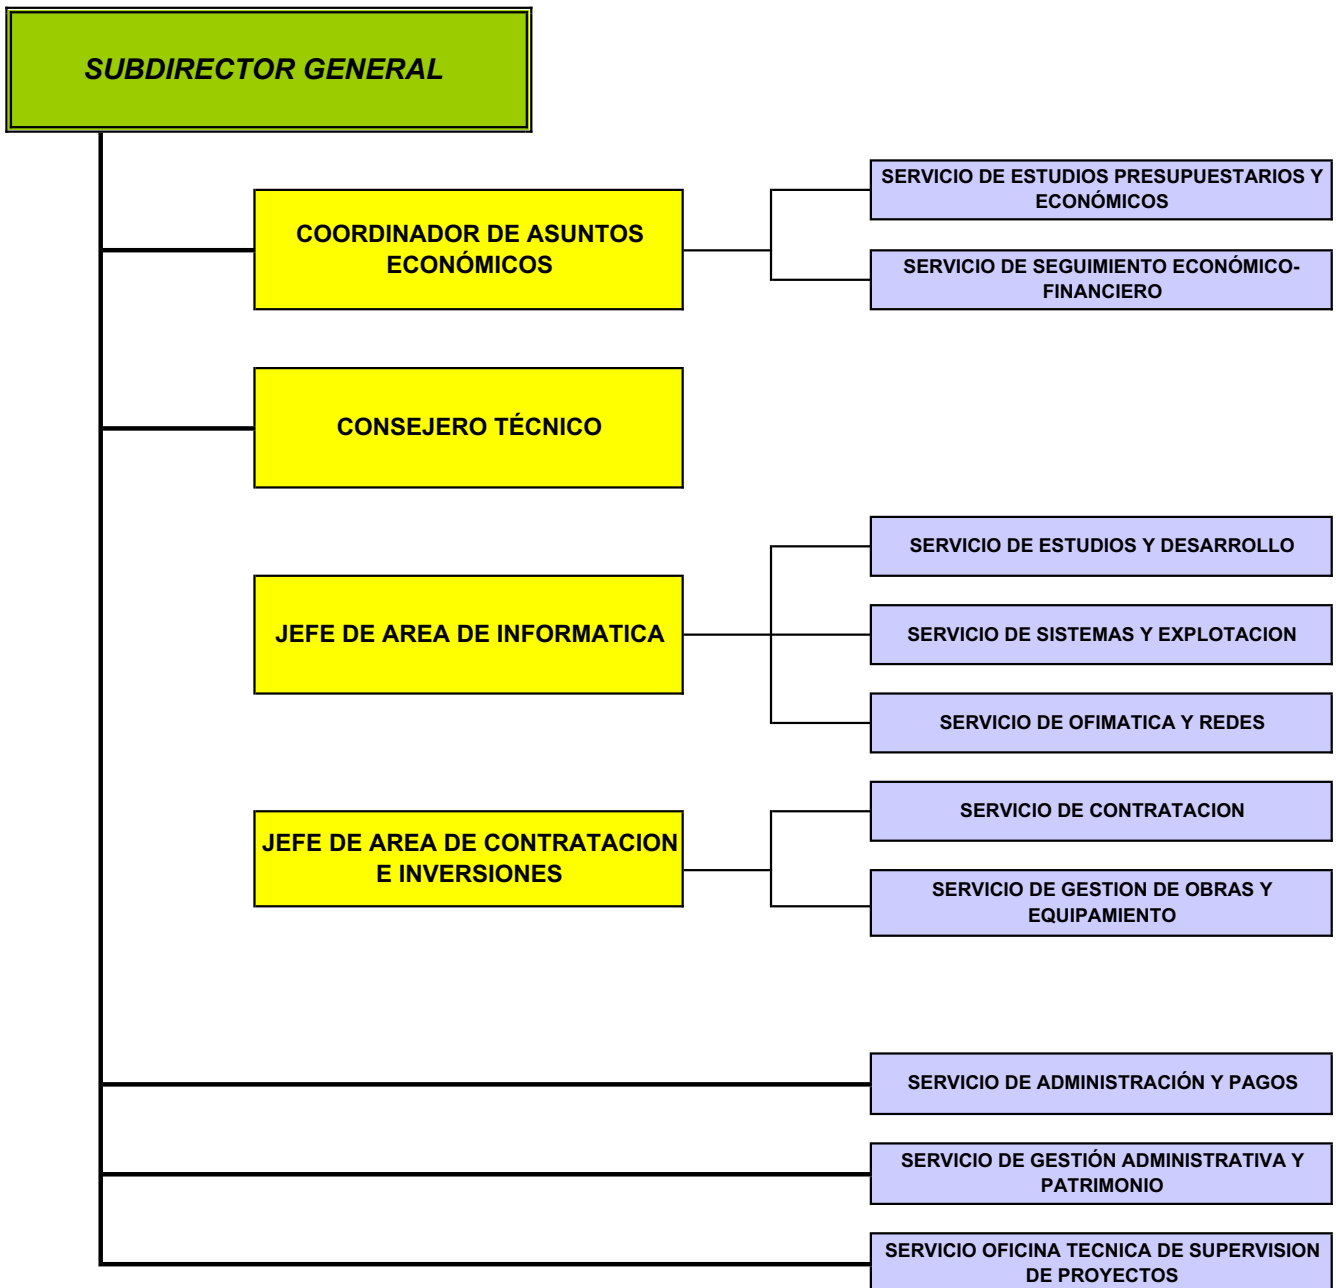 SUBDIRECTOR GENERAL
COORDINADOR DE ASUNTOS
ECONÓMICOS
SERVICIO DE ESTUDIOS PRESUPUESTARIOS Y
ECONÓMICOS
SERVICIO DE SEGUIMIENTO ECONÓMICO-
FINANCIERO
CONSEJERO TÉCNICO
JEFE DE AREA DE INFORMATICA
SERVICIO DE ESTUDIOS Y DESARROLLO
SERVICIO DE SISTEMAS Y EXPLOTACION
SERVICIO DE OFIMATICA Y REDES
JEFE DE AREA DE CONTRATACION
E INVERSIONES
SERVICIO DE CONTRATACION
SERVICIO DE GESTION DE OBRAS Y
EQUIPAMIENTO
SERVICIO DE ADMINISTRACIÓN Y PAGOS
SERVICIO DE GESTIÓN ADMINISTRATIVA Y
PATRIMONIO
SERVICIO OFICINA TECNICA DE SUPERVISION
DE PROYECTOS